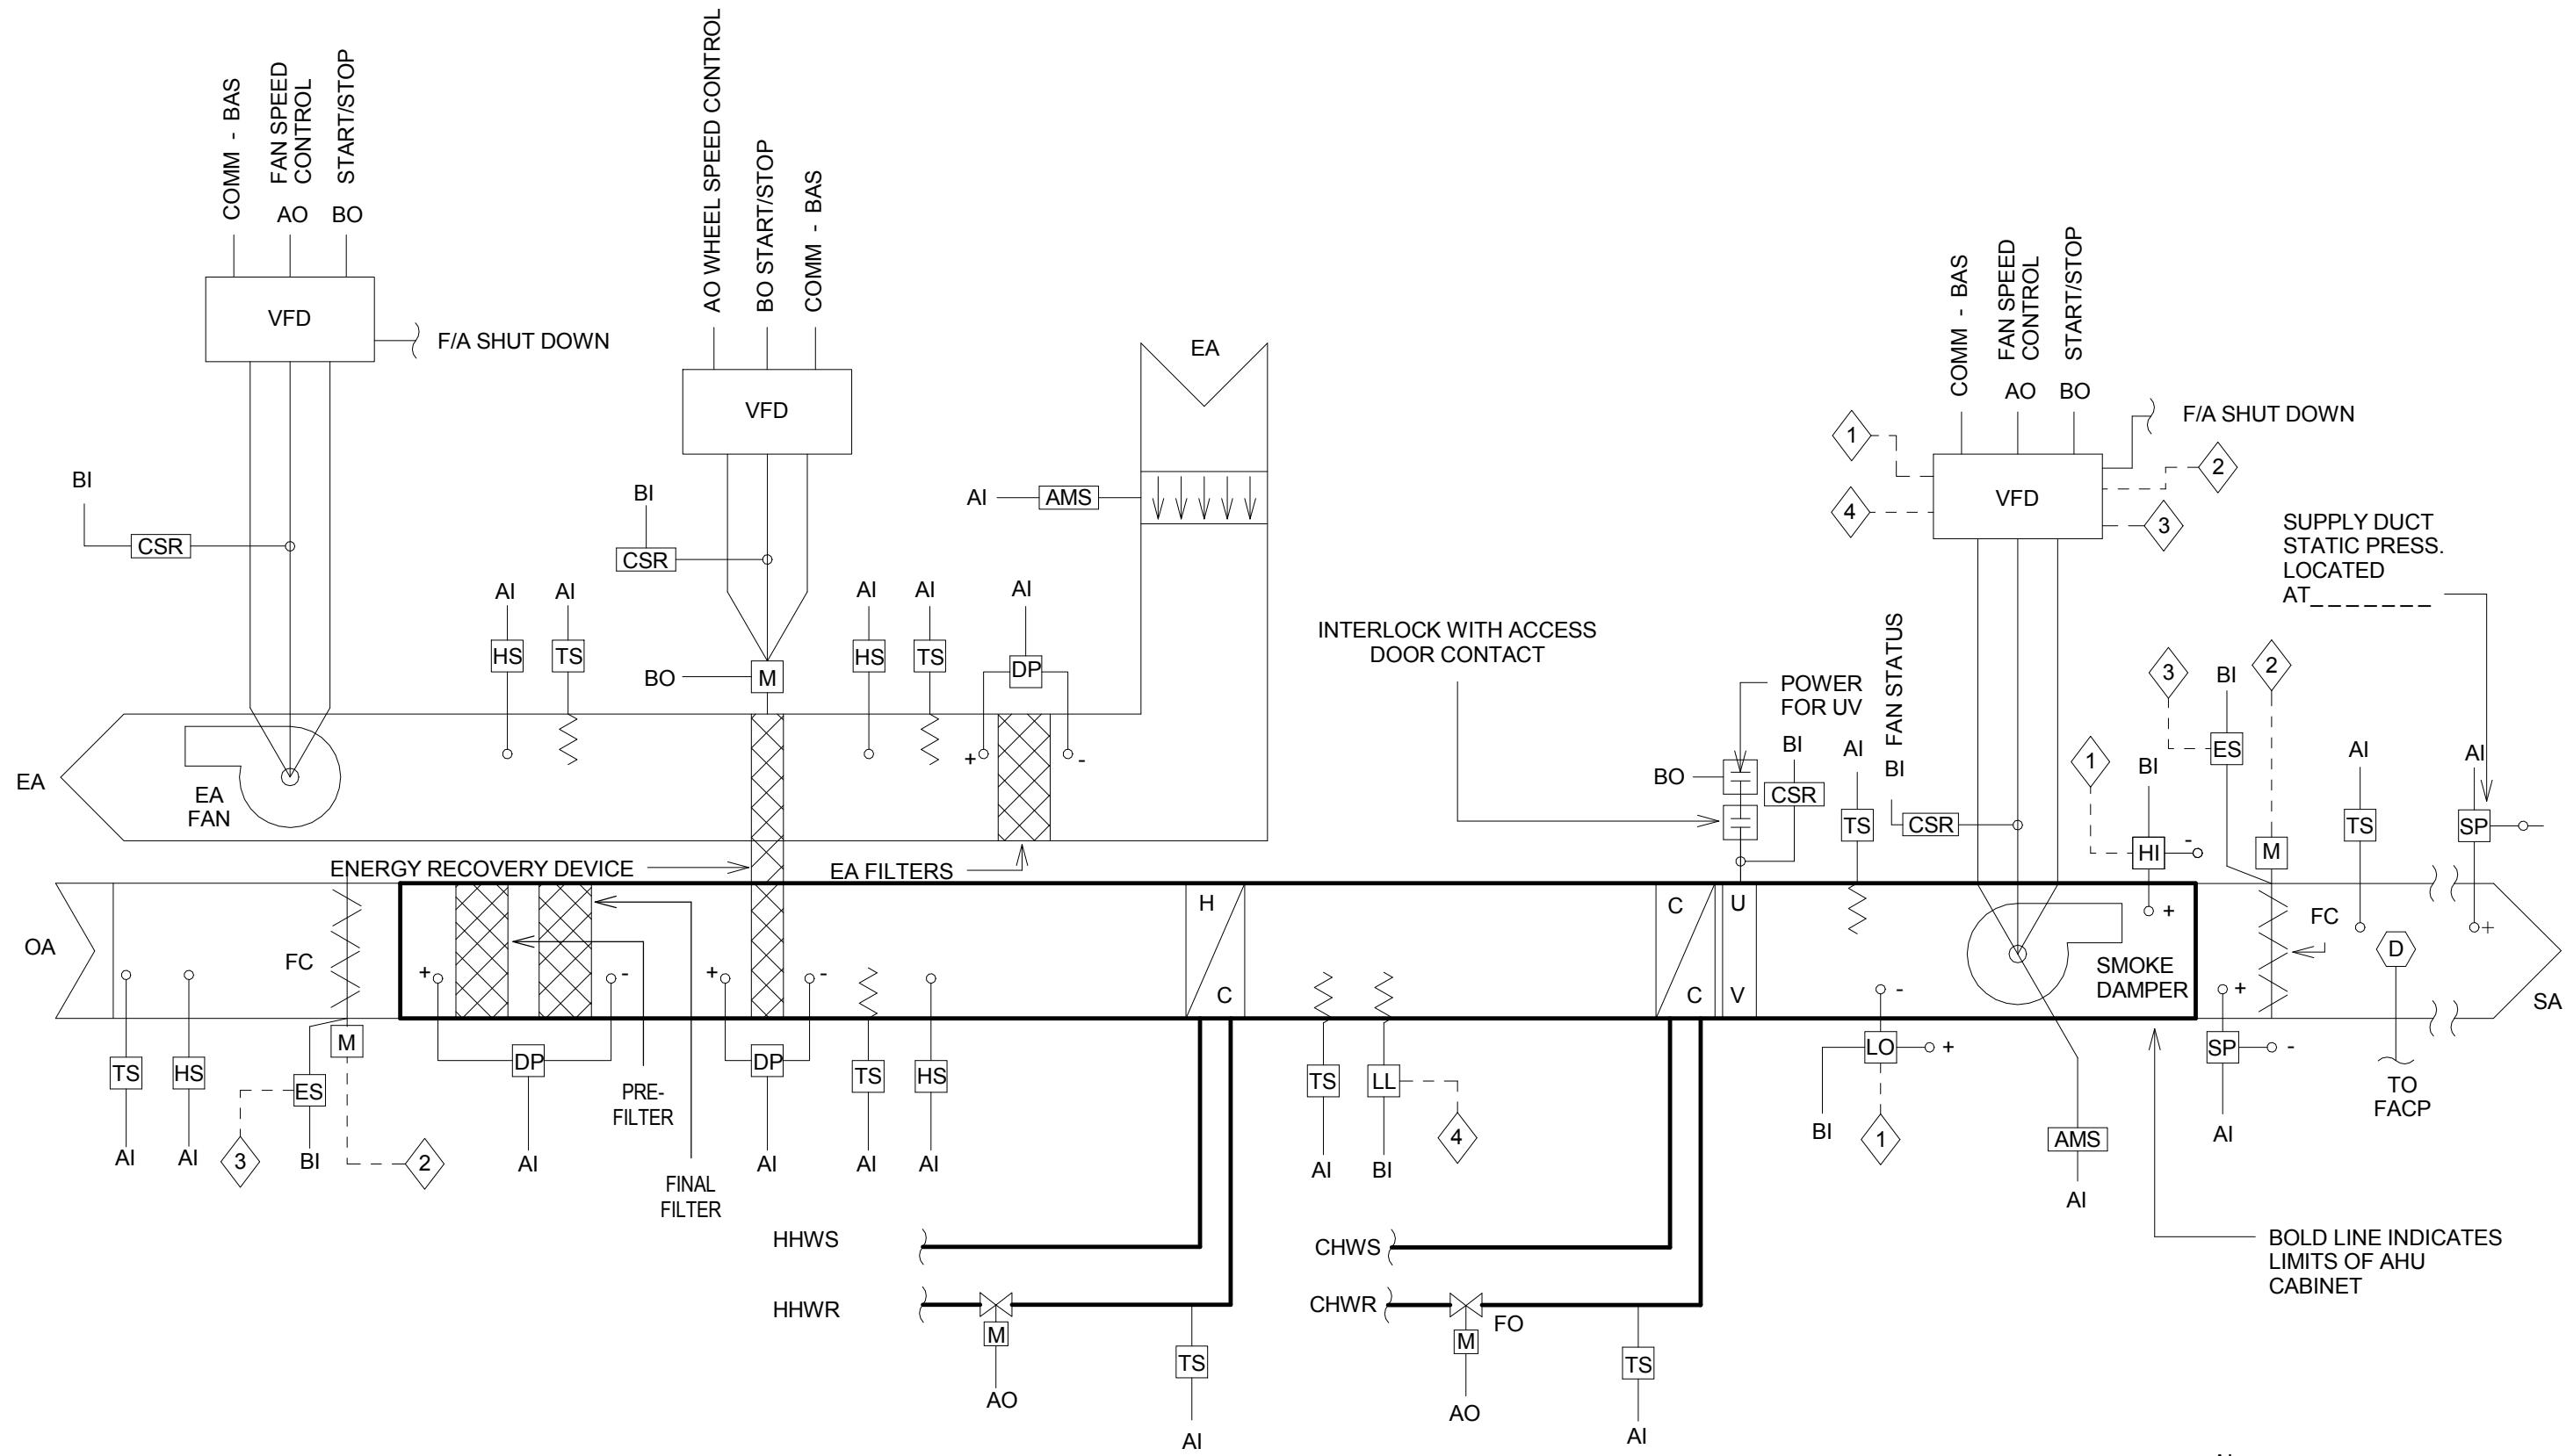 COMM - BAS
FAN SPEED
CONTROL
START/STOP
AO
BO
VFD
F/A SHUT DOWN
BI
CSR
AO WHEEL SPEED CONTROL
BO START/STOP
COMM - BAS
VFD
BI
CSR
BO
M
EA
AI
AMS
AI
AI
HS
TS
AI
AI
AI
HS
TS
DP
+
-
EA
EA
FAN
ENERGY RECOVERY DEVICE
EA FILTERS
COMM - BAS
FAN SPEED
CONTROL
START/STOP
AO
BO
F/A SHUT DOWN
1
2
4
3
VFD
SUPPLY DUCT
STATIC PRESS.
LOCATED
AT_______
INTERLOCK WITH ACCESS
DOOR CONTACT
POWER
FOR UV
BO
BI
CSR
AI
TS
FAN STATUS
BI
CSR
3
BI
2
ES
1
BI
HI
-
+
M
AI
TS
AI
SP
+
OA
FC
H
C
C
C
U
V
SMOKE
DAMPER
FC
D
SA
+
-
+
-
-
+
TS
HS
M
ES
DP
DP
TS
HS
TS
LL
LO
+
SP
-
AI
AI
3
BI
2
AI
PRE-
FILTER
FINAL
FILTER
AI
AI
AI
AI
BI
4
BI
1
AMS
AI
AI
TO
FACP
HHWS
HHWR
M
AO
TS
AI
CHWS
CHWR
FO
M
AO
TS
AI
BOLD LINE INDICATES
LIMITS OF AHU
CABINET